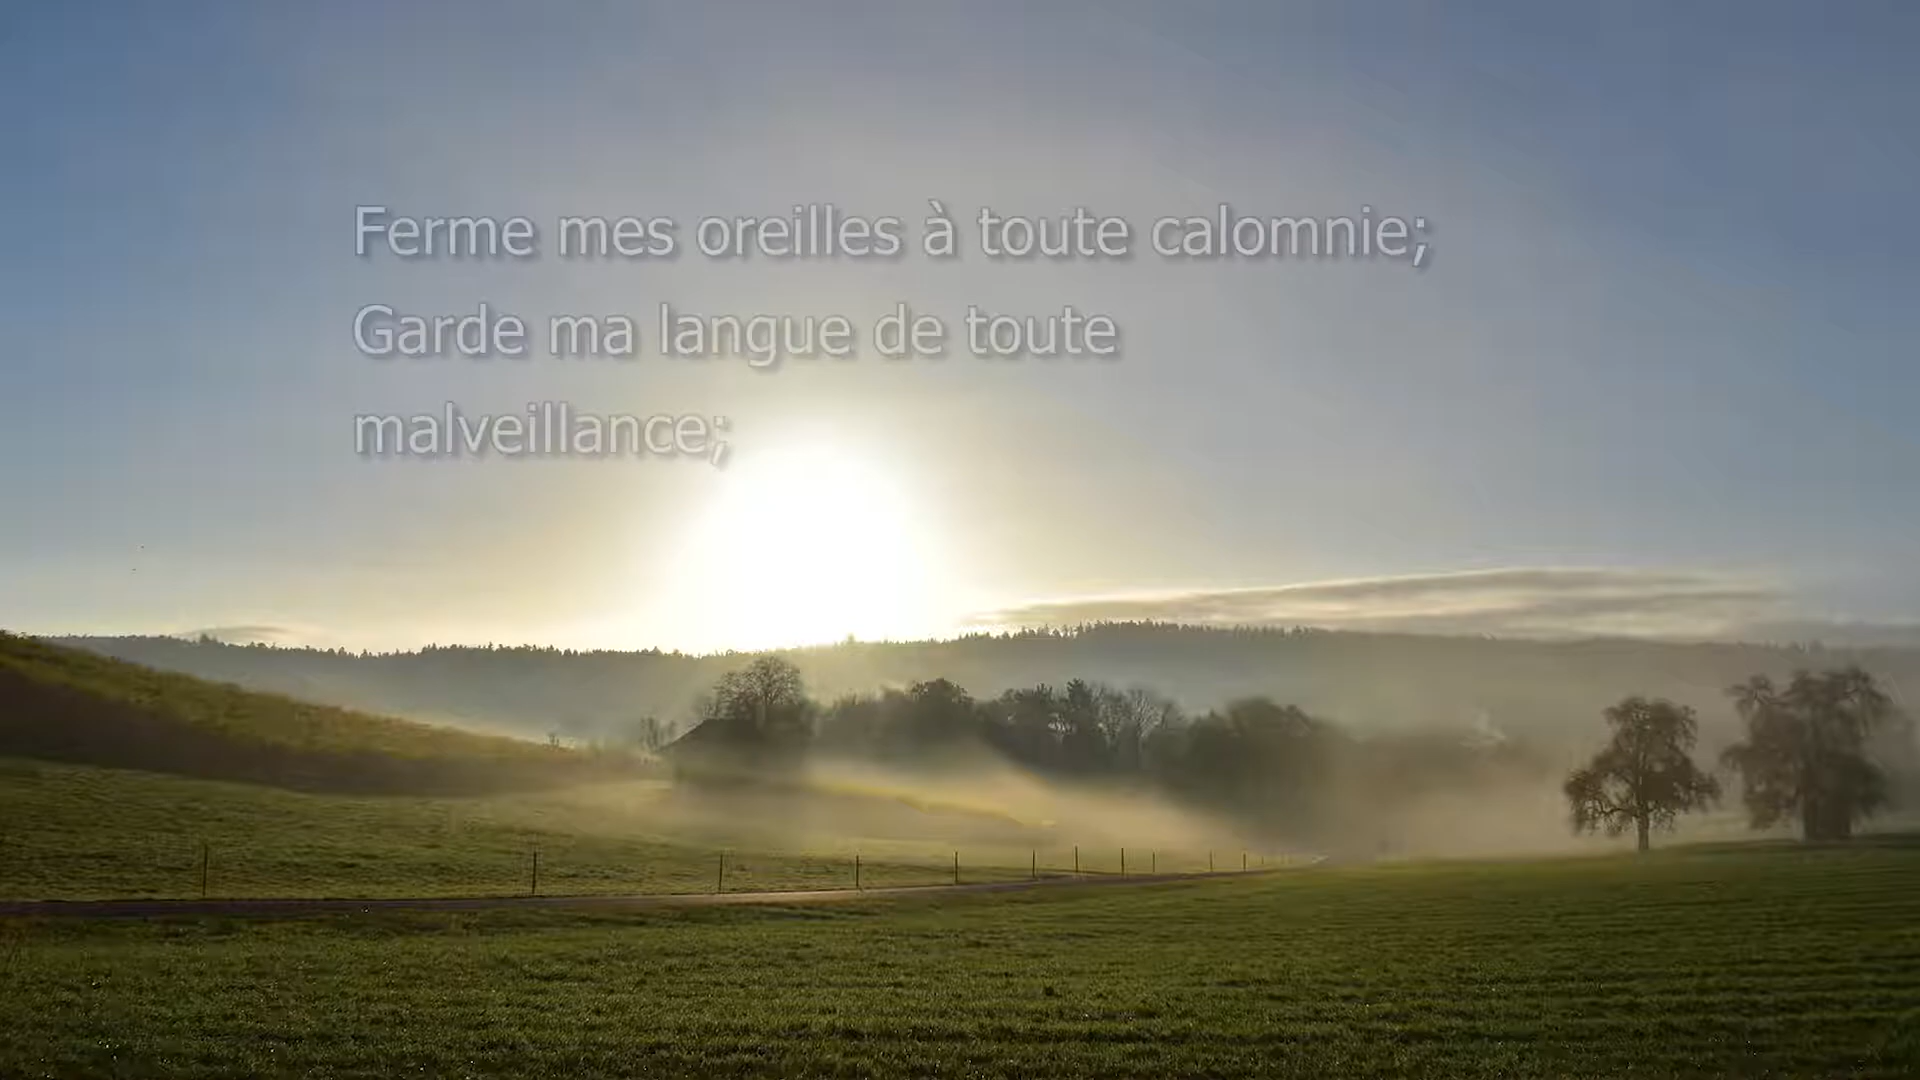 Ferme mes oreilles à toute calomnie;
Garde ma langue de toute
malveillance;